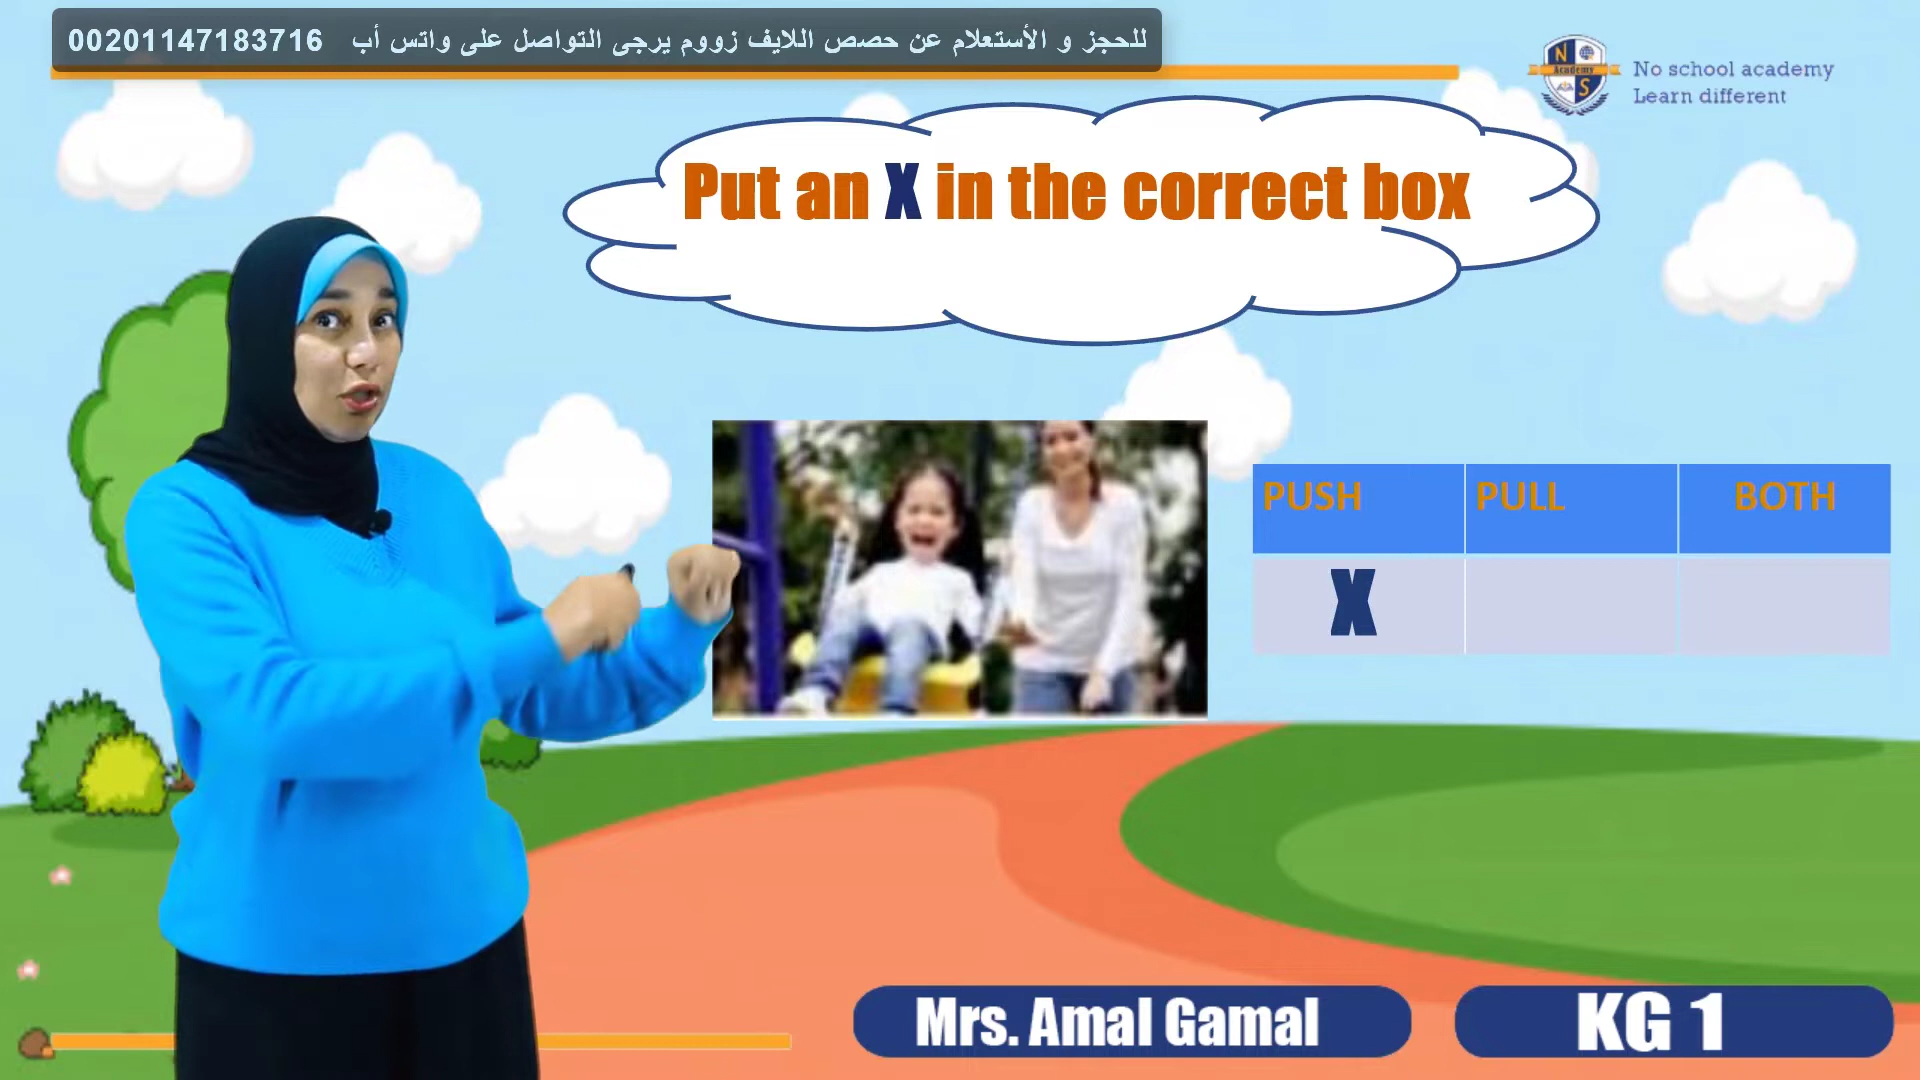 للحجز و الأستعلام عن حصص اللايف زووم يرجى التواصل على واتس أب 00201147183716
N
Academy
S
No school academy
Learn different
Put an X in the correct box
PUSH PULL BOTH
X
Mrs. Amal Gamal
KG 1